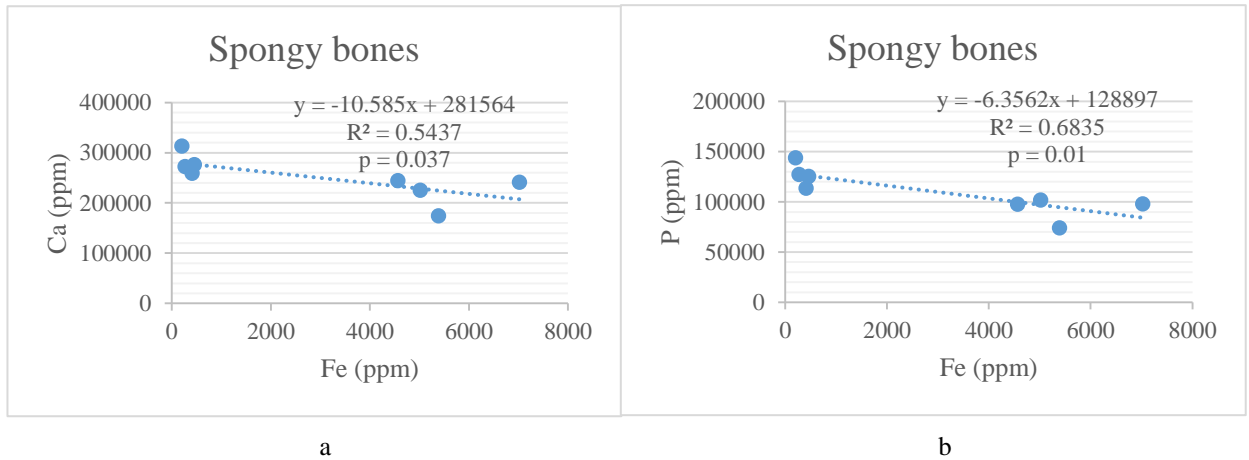 Spongy bones
y = -10.585x + 281564
R² = 0.5437
p = 0.037
400000
300000
200000
100000
0
Ca (ppm)
0 2000 4000 6000 8000
Fe (ppm)
a
Spongy bones
y = -6.3562x + 128897
R² = 0.6835
p = 0.01
200000
150000
100000
50000
0
P (ppm)
0 2000 4000 6000 8000
Fe (ppm)
b